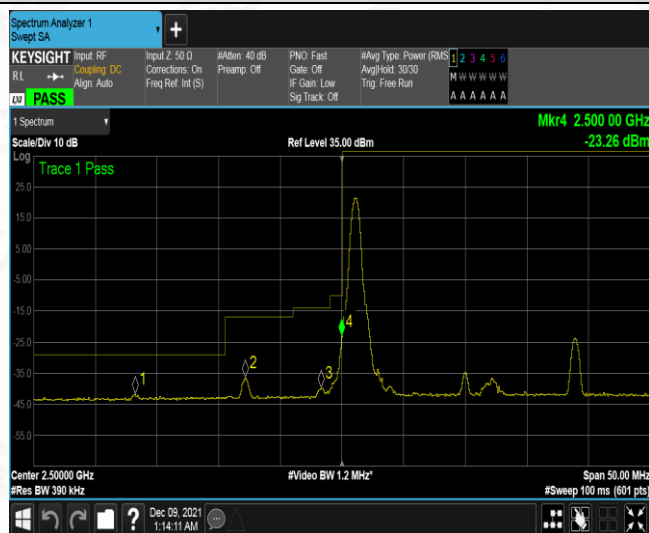 Spectrum Analyzer 1
Swept SA
+
KEYSIGHT Input: RF
RL
Coupling: DC
Align: Auto
LXI PASS
Input Z: 50 Ω
Corrections: On
Freq Ref: Int (S)
#Atten: 40 dB
Preamp: Off
PNO: Fast
Gate: Off
IF Gain: Low
Sig Track: Off
#Avg Type: Power (RMS
Avg|Hold: 30/30
Trig: Free Run
1 2 3 4 5 6
M W W W W W
A A A A A A
1 Spectrum
Scale/Div 10 dB
Ref Level 35.00 dBm
Mkr4 2.500 00 GHz
-23.26 dBm
Log
Trace 1 Pass
25.0
15.0
5.00
-5.00
-15.0
-25.0
-35.0
-45.0
-55.0
1
2
3
4
Center 2.50000 GHz
#Res BW 390 kHz
#Video BW 1.2 MHz*
Span 50.00 MHz
#Sweep 100 ms (601 pts)
?
Dec 09, 2021
1:14:11 AM